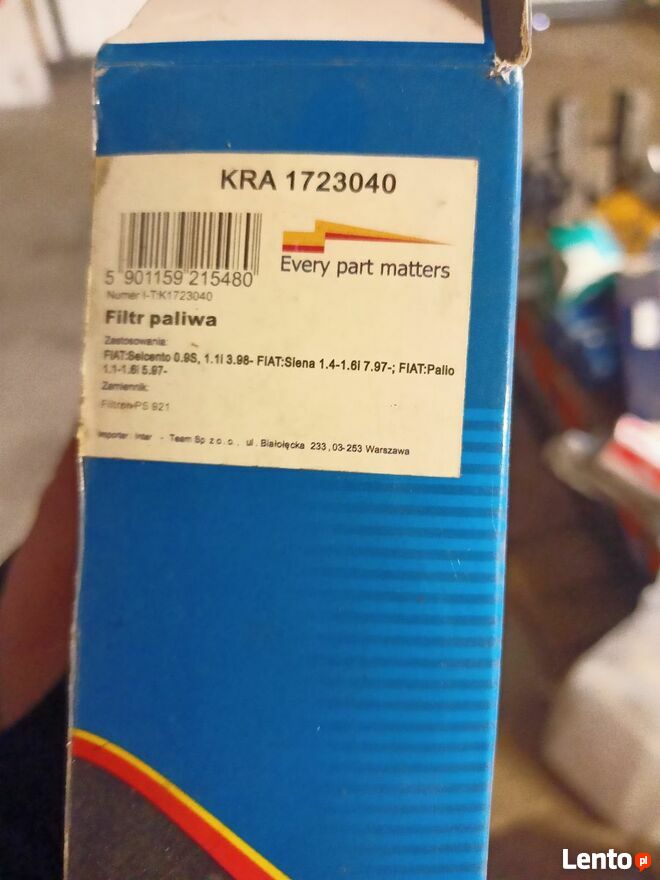 KRA 1723040
5 901159 215480
Every part matters
Numer I-T:K1723040
Filtr paliwa
Zastosowania:
FIAT:Seicento 0.9S, 1.1i 3.98- FIAT:Siena 1.4-1.6i 7.97-; FIAT:Palio
1.1-1.6i 5.97-
Zamiennik:
Filtron-PS 921
Importer: Inter - Team Sp z o.o., ul. Białołęcka 233, 03-253 Warszawa
Lento pl